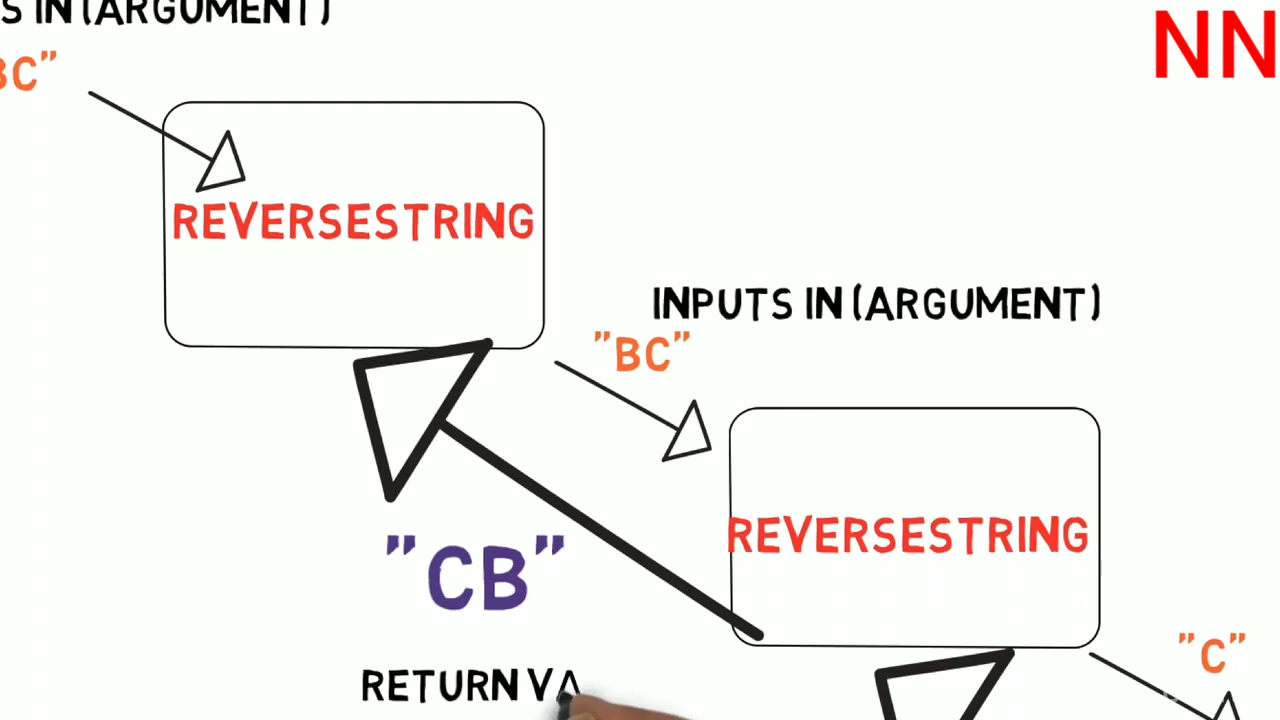 S IN (ARGUMENT)
NN
BC"
REVERSESTRING
INPUTS IN (ARGUMENT)
"BC"
REVERSESTRING
"CB"
"C"
RETURN VA